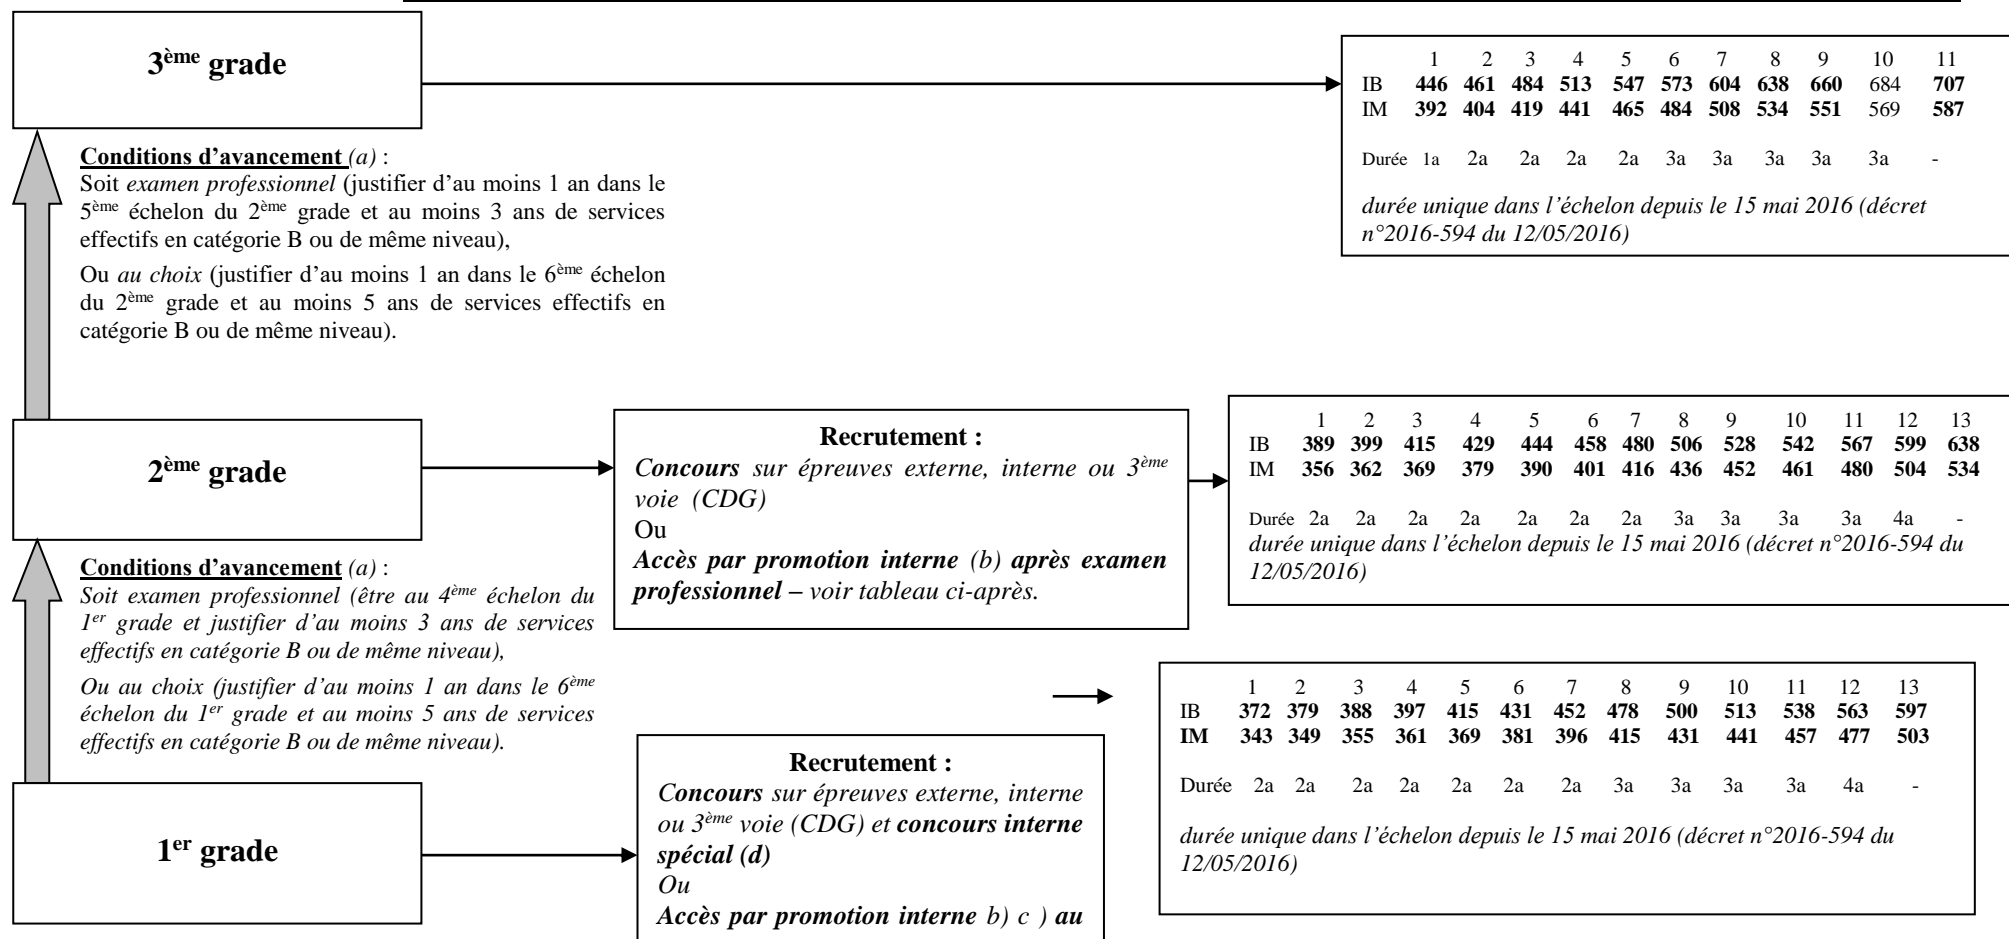 3ème grade
1 2 3 4 5 6 7 8 9 10 11
IB 446 461 484 513 547 573 604 638 660 684 707
IM 392 404 419 441 465 484 508 534 551 569 587
Durée 1a 2a 2a 2a 2a 3a 3a 3a 3a 3a -
durée unique dans l’échelon depuis le 15 mai 2016 (décret
n°2016-594 du 12/05/2016)
Conditions d’avancement (a) :
Soit examen professionnel (justifier d’au moins 1 an dans le
5ème échelon du 2ème grade et au moins 3 ans de services
effectifs en catégorie B ou de même niveau),
Ou au choix (justifier d’au moins 1 an dans le 6ème échelon
du 2ème grade et au moins 5 ans de services effectifs en
catégorie B ou de même niveau).
2ème grade
Recrutement :
Concours sur épreuves externe, interne ou 3ème
voie (CDG)
Ou
Accès par promotion interne (b) après examen
professionnel – voir tableau ci-après.
1 2 3 4 5 6 7 8 9 10 11 12 13
IB 389 399 415 429 444 458 480 506 528 542 567 599 638
IM 356 362 369 379 390 401 416 436 452 461 480 504 534
Durée 2a 2a 2a 2a 2a 2a 2a 3a 3a 3a 3a 4a -
durée unique dans l’échelon depuis le 15 mai 2016 (décret n°2016-594 du
12/05/2016)
Conditions d’avancement (a) :
Soit examen professionnel (être au 4ème échelon du
1er grade et justifier d’au moins 3 ans de services
effectifs en catégorie B ou de même niveau),
Ou au choix (justifier d’au moins 1 an dans le 6ème
échelon du 1er grade et au moins 5 ans de services
effectifs en catégorie B ou de même niveau).
1er grade
Recrutement :
Concours sur épreuves externe, interne
ou 3ème voie (CDG) et concours interne
spécial (d)
Ou
Accès par promotion interne b) c ) au
1 2 3 4 5 6 7 8 9 10 11 12 13
IB 372 379 388 397 415 431 452 478 500 513 538 563 597
IM 343 349 355 361 369 381 396 415 431 441 457 477 503
Durée 2a 2a 2a 2a 2a 2a 2a 3a 3a 3a 3a 4a -
durée unique dans l’échelon depuis le 15 mai 2016 (décret n°2016-594 du
12/05/2016)